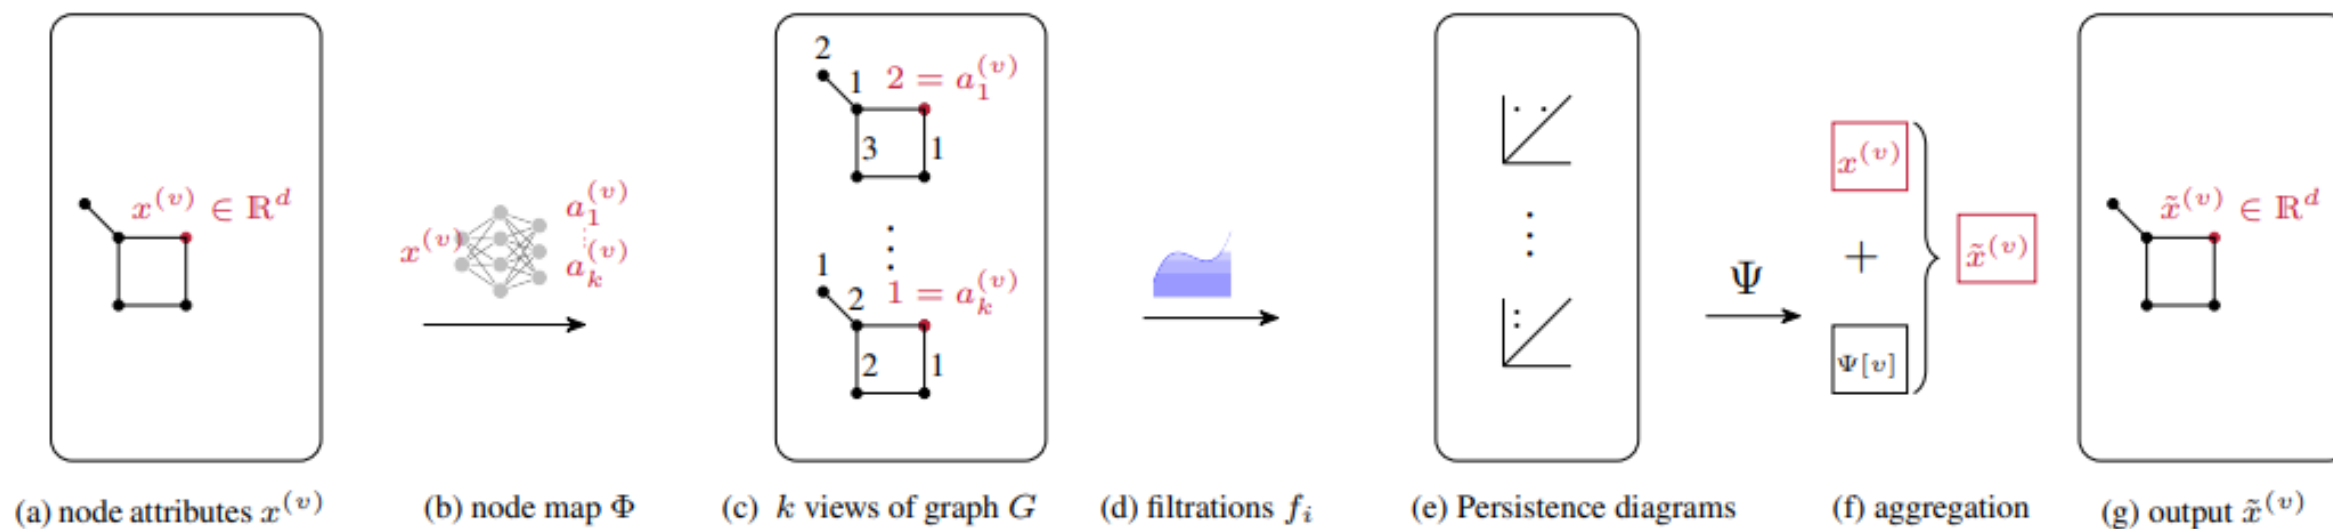 x^(v) ∈ ℝ^d
(a) node attributes x^(v)
x^(v)
a_1^(v)
⋮
a_k^(v)
(b) node map Φ
2
1
2 = a_1^(v)
3
1
⋮
1
2
1 = a_k^(v)
2
1
(c) k views of graph G
(d) filtrations f_i
⋮
(e) Persistence diagrams
Ψ
x^(v)
+
Ψ[v]
x̃^(v)
(f) aggregation
x̃^(v) ∈ ℝ^d
(g) output x̃^(v)